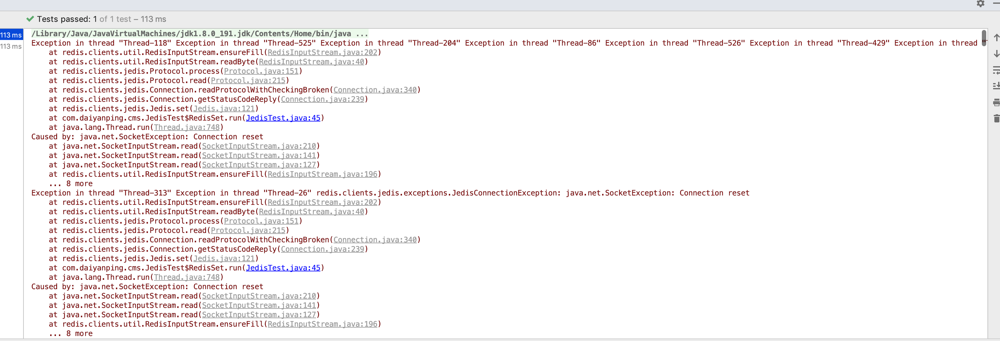 Tests passed: 1 of 1 test – 113 ms
113 ms
113 ms
/Library/Java/JavaVirtualMachines/jdk1.8.0_191.jdk/Contents/Home/bin/java ...
Exception in thread "Thread-118" Exception in thread "Thread-525" Exception in thread "Thread-204" Exception in thread "Thread-86" Exception in thread "Thread-526" Exception in thread "Thread-429" Exception in thread "
at redis.clients.util.RedisInputStream.ensureFill(RedisInputStream.java:202)
at redis.clients.util.RedisInputStream.readByte(RedisInputStream.java:40)
at redis.clients.jedis.Protocol.process(Protocol.java:151)
at redis.clients.jedis.Protocol.read(Protocol.java:215)
at redis.clients.jedis.Connection.readProtocolWithCheckingBroken(Connection.java:340)
at redis.clients.jedis.Connection.getStatusCodeReply(Connection.java:239)
at redis.clients.jedis.Jedis.set(Jedis.java:121)
at com.daiyanping.cms.JedisTest$RedisSet.run(JedisTest.java:45)
at java.lang.Thread.run(Thread.java:748)
Caused by: java.net.SocketException: Connection reset
at java.net.SocketInputStream.read(SocketInputStream.java:210)
at java.net.SocketInputStream.read(SocketInputStream.java:141)
at java.net.SocketInputStream.read(SocketInputStream.java:127)
at redis.clients.util.RedisInputStream.ensureFill(RedisInputStream.java:196)
... 8 more
Exception in thread "Thread-313" Exception in thread "Thread-26" redis.clients.jedis.exceptions.JedisConnectionException: java.net.SocketException: Connection reset
at redis.clients.util.RedisInputStream.ensureFill(RedisInputStream.java:202)
at redis.clients.util.RedisInputStream.readByte(RedisInputStream.java:40)
at redis.clients.jedis.Protocol.process(Protocol.java:151)
at redis.clients.jedis.Protocol.read(Protocol.java:215)
at redis.clients.jedis.Connection.readProtocolWithCheckingBroken(Connection.java:340)
at redis.clients.jedis.Connection.getStatusCodeReply(Connection.java:239)
at redis.clients.jedis.Jedis.set(Jedis.java:121)
at com.daiyanping.cms.JedisTest$RedisSet.run(JedisTest.java:45)
at java.lang.Thread.run(Thread.java:748)
Caused by: java.net.SocketException: Connection reset
at java.net.SocketInputStream.read(SocketInputStream.java:210)
at java.net.SocketInputStream.read(SocketInputStream.java:141)
at java.net.SocketInputStream.read(SocketInputStream.java:127)
at redis.clients.util.RedisInputStream.ensureFill(RedisInputStream.java:196)
... 8 more